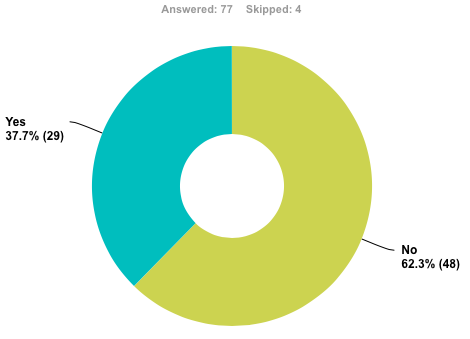 Answered: 77 Skipped: 4
Yes
37.7% (29)
No
62.3% (48)